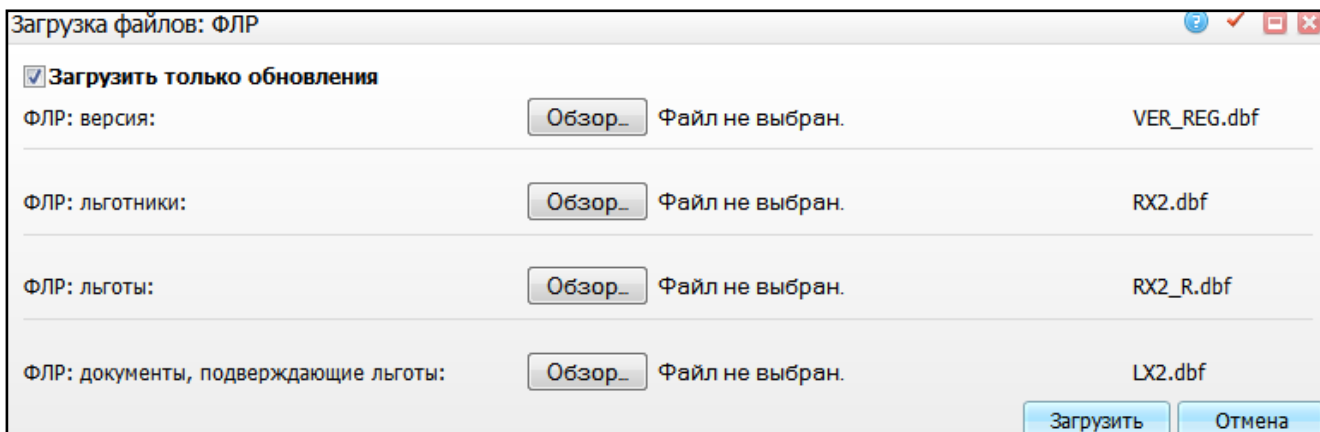 Загрузка файлов: ФЛР
Загрузить только обновления
ФЛР: версия: Обзор... Файл не выбран. VER_REG.dbf
ФЛР: льготники: Обзор... Файл не выбран. RX2.dbf
ФЛР: льготы: Обзор... Файл не выбран. RX2_R.dbf
ФЛР: документы, подверждающие льготы: Обзор... Файл не выбран. LX2.dbf
Загрузить Отмена